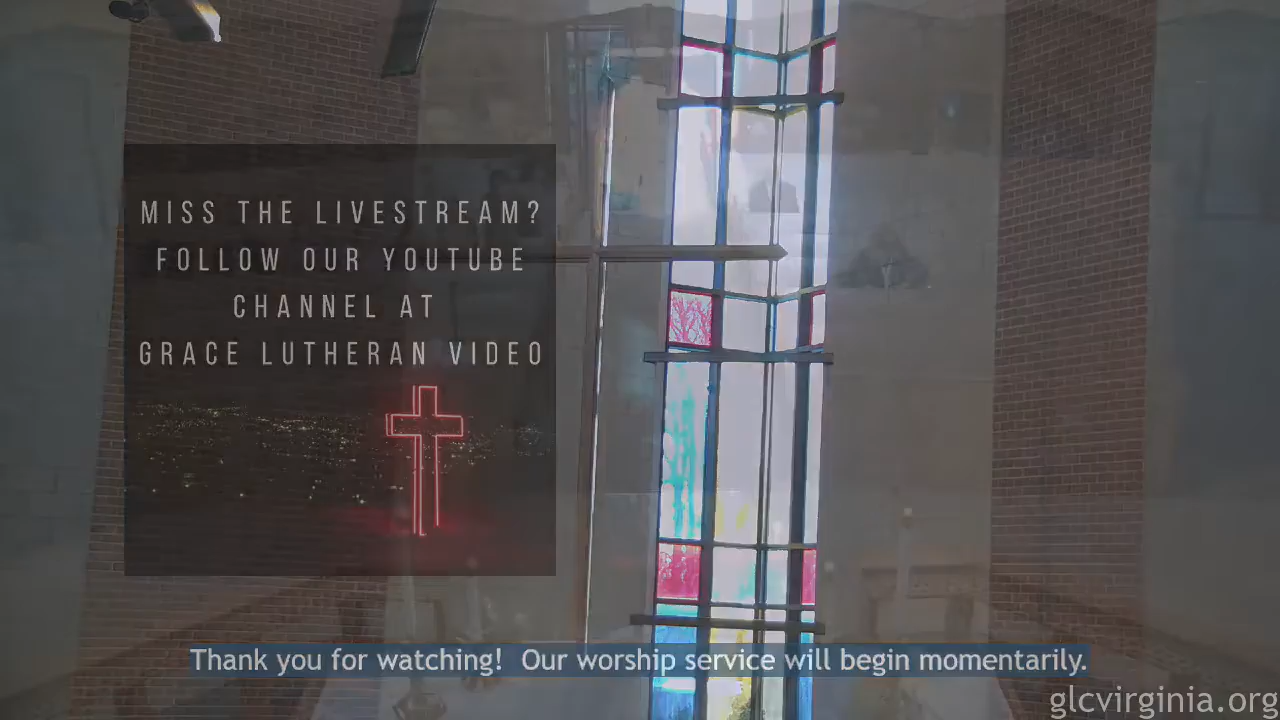 MISS THE LIVESTREAM?
FOLLOW OUR YOUTUBE
CHANNEL AT
GRACE LUTHERAN VIDEO
Thank you for watching!  Our worship service will begin momentarily.
glcvirginia.org